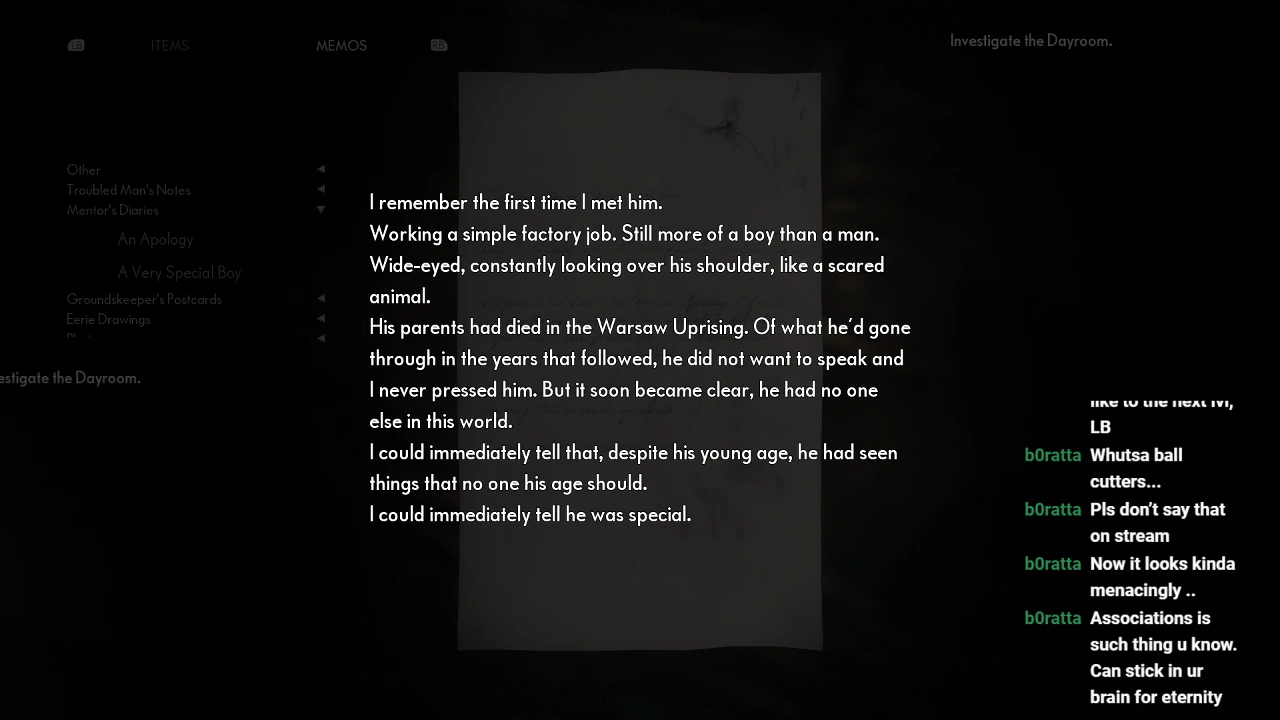 LB
ITEMS
MEMOS
RB
Investigate the Dayroom.
Other
Troubled Man's Notes
Mentor's Diaries
An Apology
A Very Special Boy
Groundskeeper's Postcards
Eerie Drawings
estigate the Dayroom.
I remember the first time I met him.
Working a simple factory job. Still more of a boy than a man.
Wide-eyed, constantly looking over his shoulder, like a scared
animal.
His parents had died in the Warsaw Uprising. Of what he'd gone
through in the years that followed, he did not want to speak and
I never pressed him. But it soon became clear, he had no one
else in this world.
I could immediately tell that, despite his young age, he had seen
things that no one his age should.
I could immediately tell he was special.
like to the next lvl,
LB
b0ratta Whutsa ball
cutters...
b0ratta Pls don't say that
on stream
b0ratta Now it looks kinda
menacingly ..
b0ratta Associations is
such thing u know.
Can stick in ur
brain for eternity